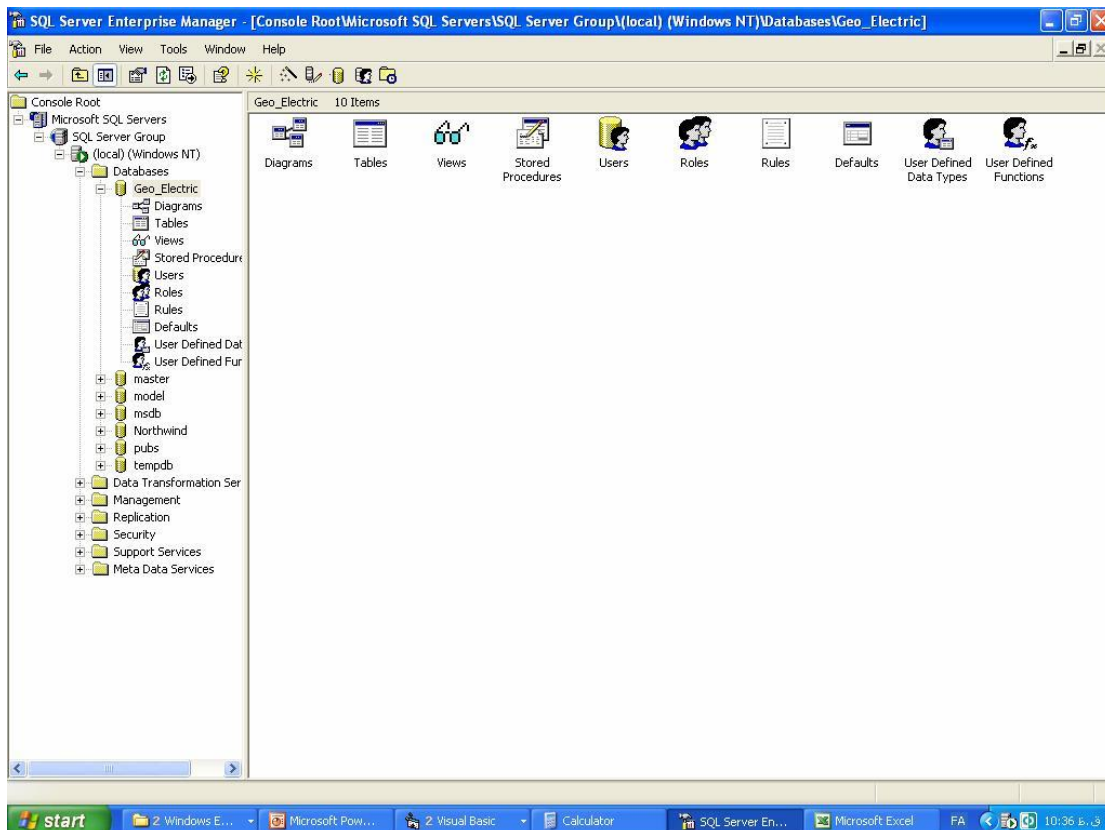 SQL Server Enterprise Manager - [Console Root\Microsoft SQL Servers\SQL Server Group\(local) (Windows NT)\Databases\Geo_Electric]
File Action View Tools Window Help
Console Root
Microsoft SQL Servers
SQL Server Group
(local) (Windows NT)
Databases
Geo_Electric
Diagrams
Tables
Views
Stored Procedure
Users
Roles
Rules
Defaults
User Defined Dat
User Defined Fur
master
model
msdb
Northwind
pubs
tempdb
Data Transformation Ser
Management
Replication
Security
Support Services
Meta Data Services
Geo_Electric 10 Items
Diagrams Tables Views Stored Procedures Users Roles Rules Defaults User Defined Data Types User Defined Functions
start 2 Windows E... Microsoft Pow... 2 Visual Basic Calculator SQL Server En... Microsoft Excel FA 10:36 ق.ظ